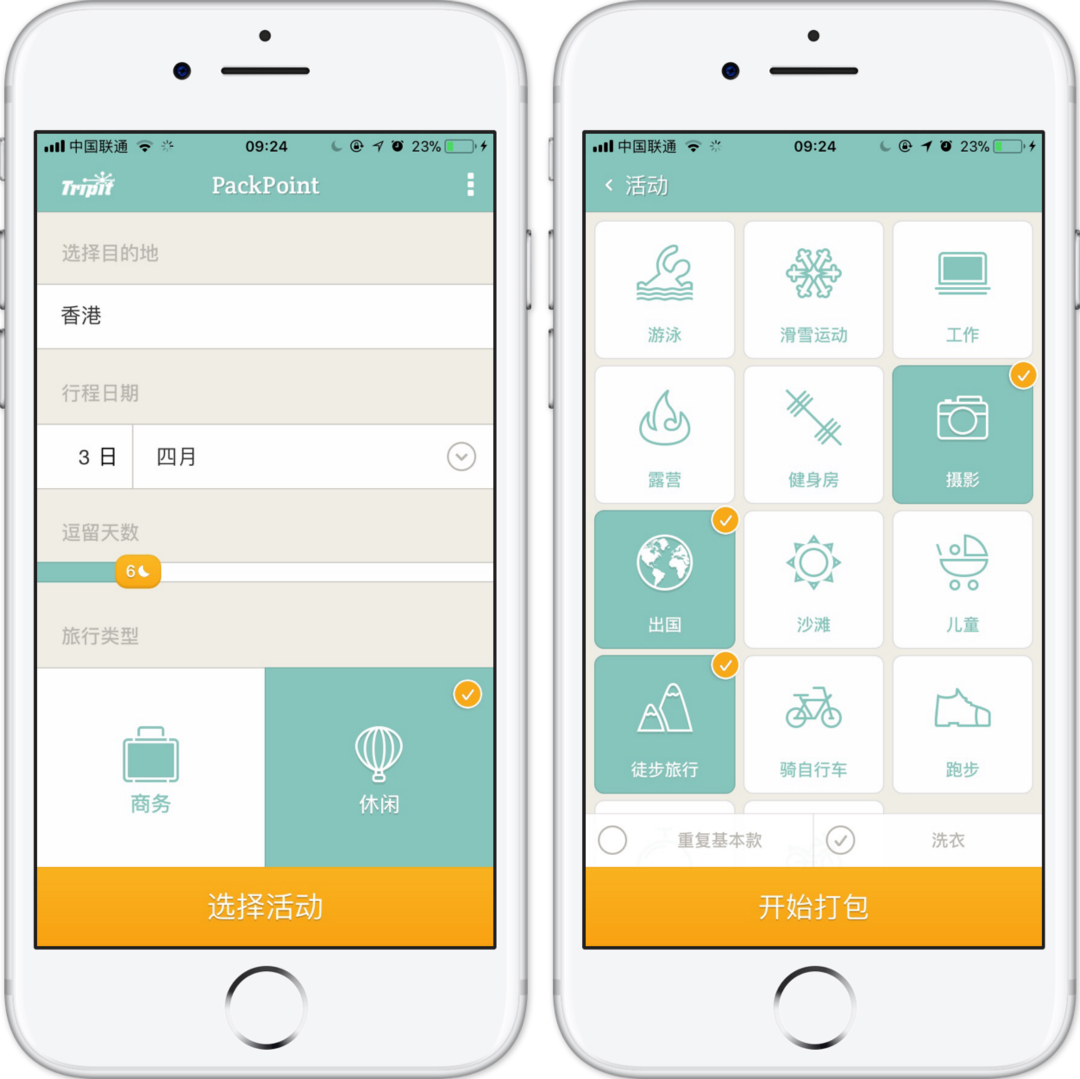 中国联通 09:24 23%
Tripit PackPoint
选择目的地
香港
行程日期
3 日 四月
逗留天数
6
旅行类型
商务 休闲
选择活动
中国联通 09:24 23%
活动
游泳 滑雪运动 工作
露营 健身房 摄影
出国 沙滩 儿童
徒步旅行 骑自行车 跑步
重复基本款 洗衣
开始打包